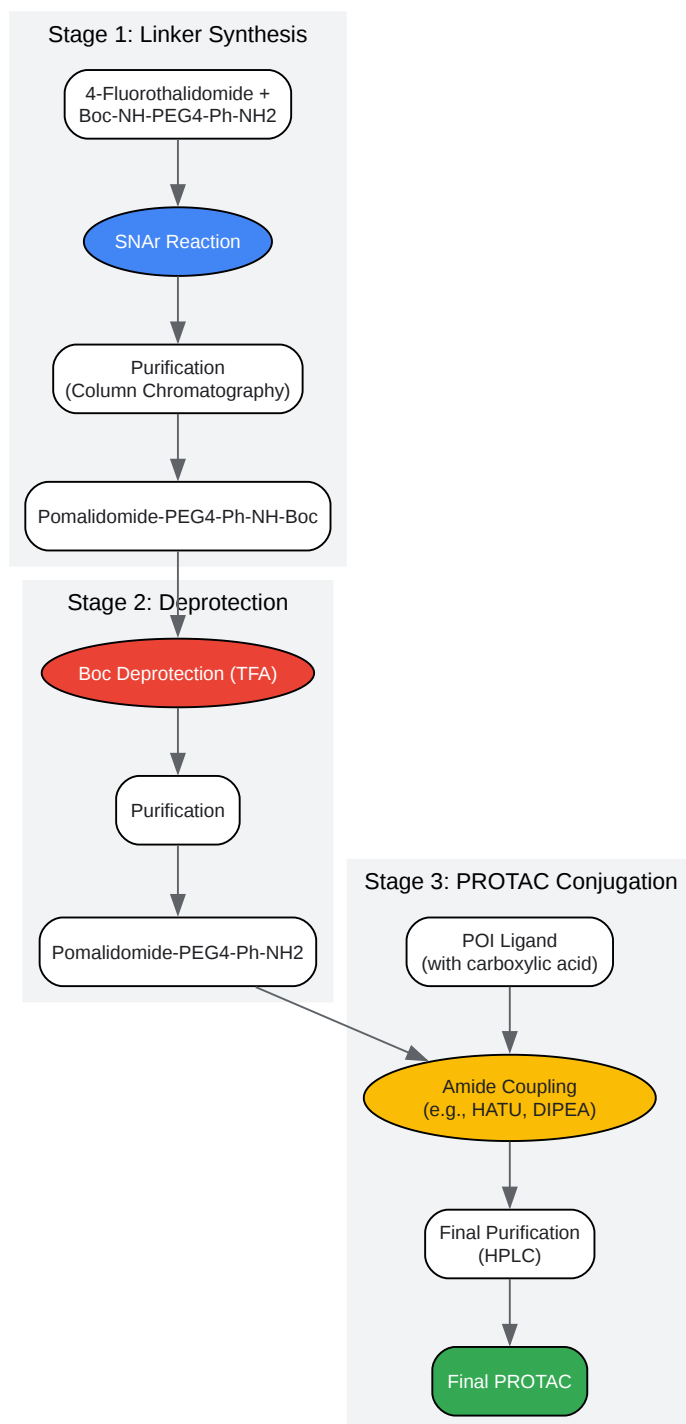 Stage 1: Linker Synthesis
4-Fluorothalidomide +
Boc-NH-PEG4-Ph-NH2
SNAr Reaction
Purification
(Column Chromatography)
Pomalidomide-PEG4-Ph-NH-Boc
Stage 2: Deprotection
Boc Deprotection (TFA)
Purification
Pomalidomide-PEG4-Ph-NH2
Stage 3: PROTAC Conjugation
POI Ligand
(with carboxylic acid)
Amide Coupling
(e.g., HATU, DIPEA)
Final Purification
(HPLC)
Final PROTAC